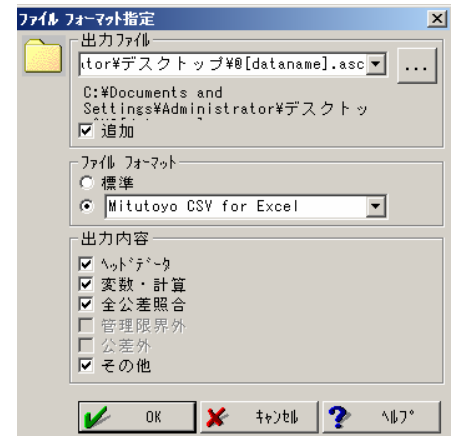 ﾌｧｲﾙ ﾌｫｰﾏｯﾄ指定
出力ﾌｧｲﾙ
tor¥デスクトップ¥@[dataname].asc
...
C:¥Documents and
Settings¥Administrator¥デスクトッ
追加
ﾌｧｲﾙ ﾌｫｰﾏｯﾄ
標準
Mitutoyo CSV for Excel
出力内容
ﾍｯﾄﾞﾃﾞｰﾀ
変数・計算
全公差照合
管理限界外
公差外
その他
OK
ｷｬﾝｾﾙ
ﾍﾙﾌﾟ